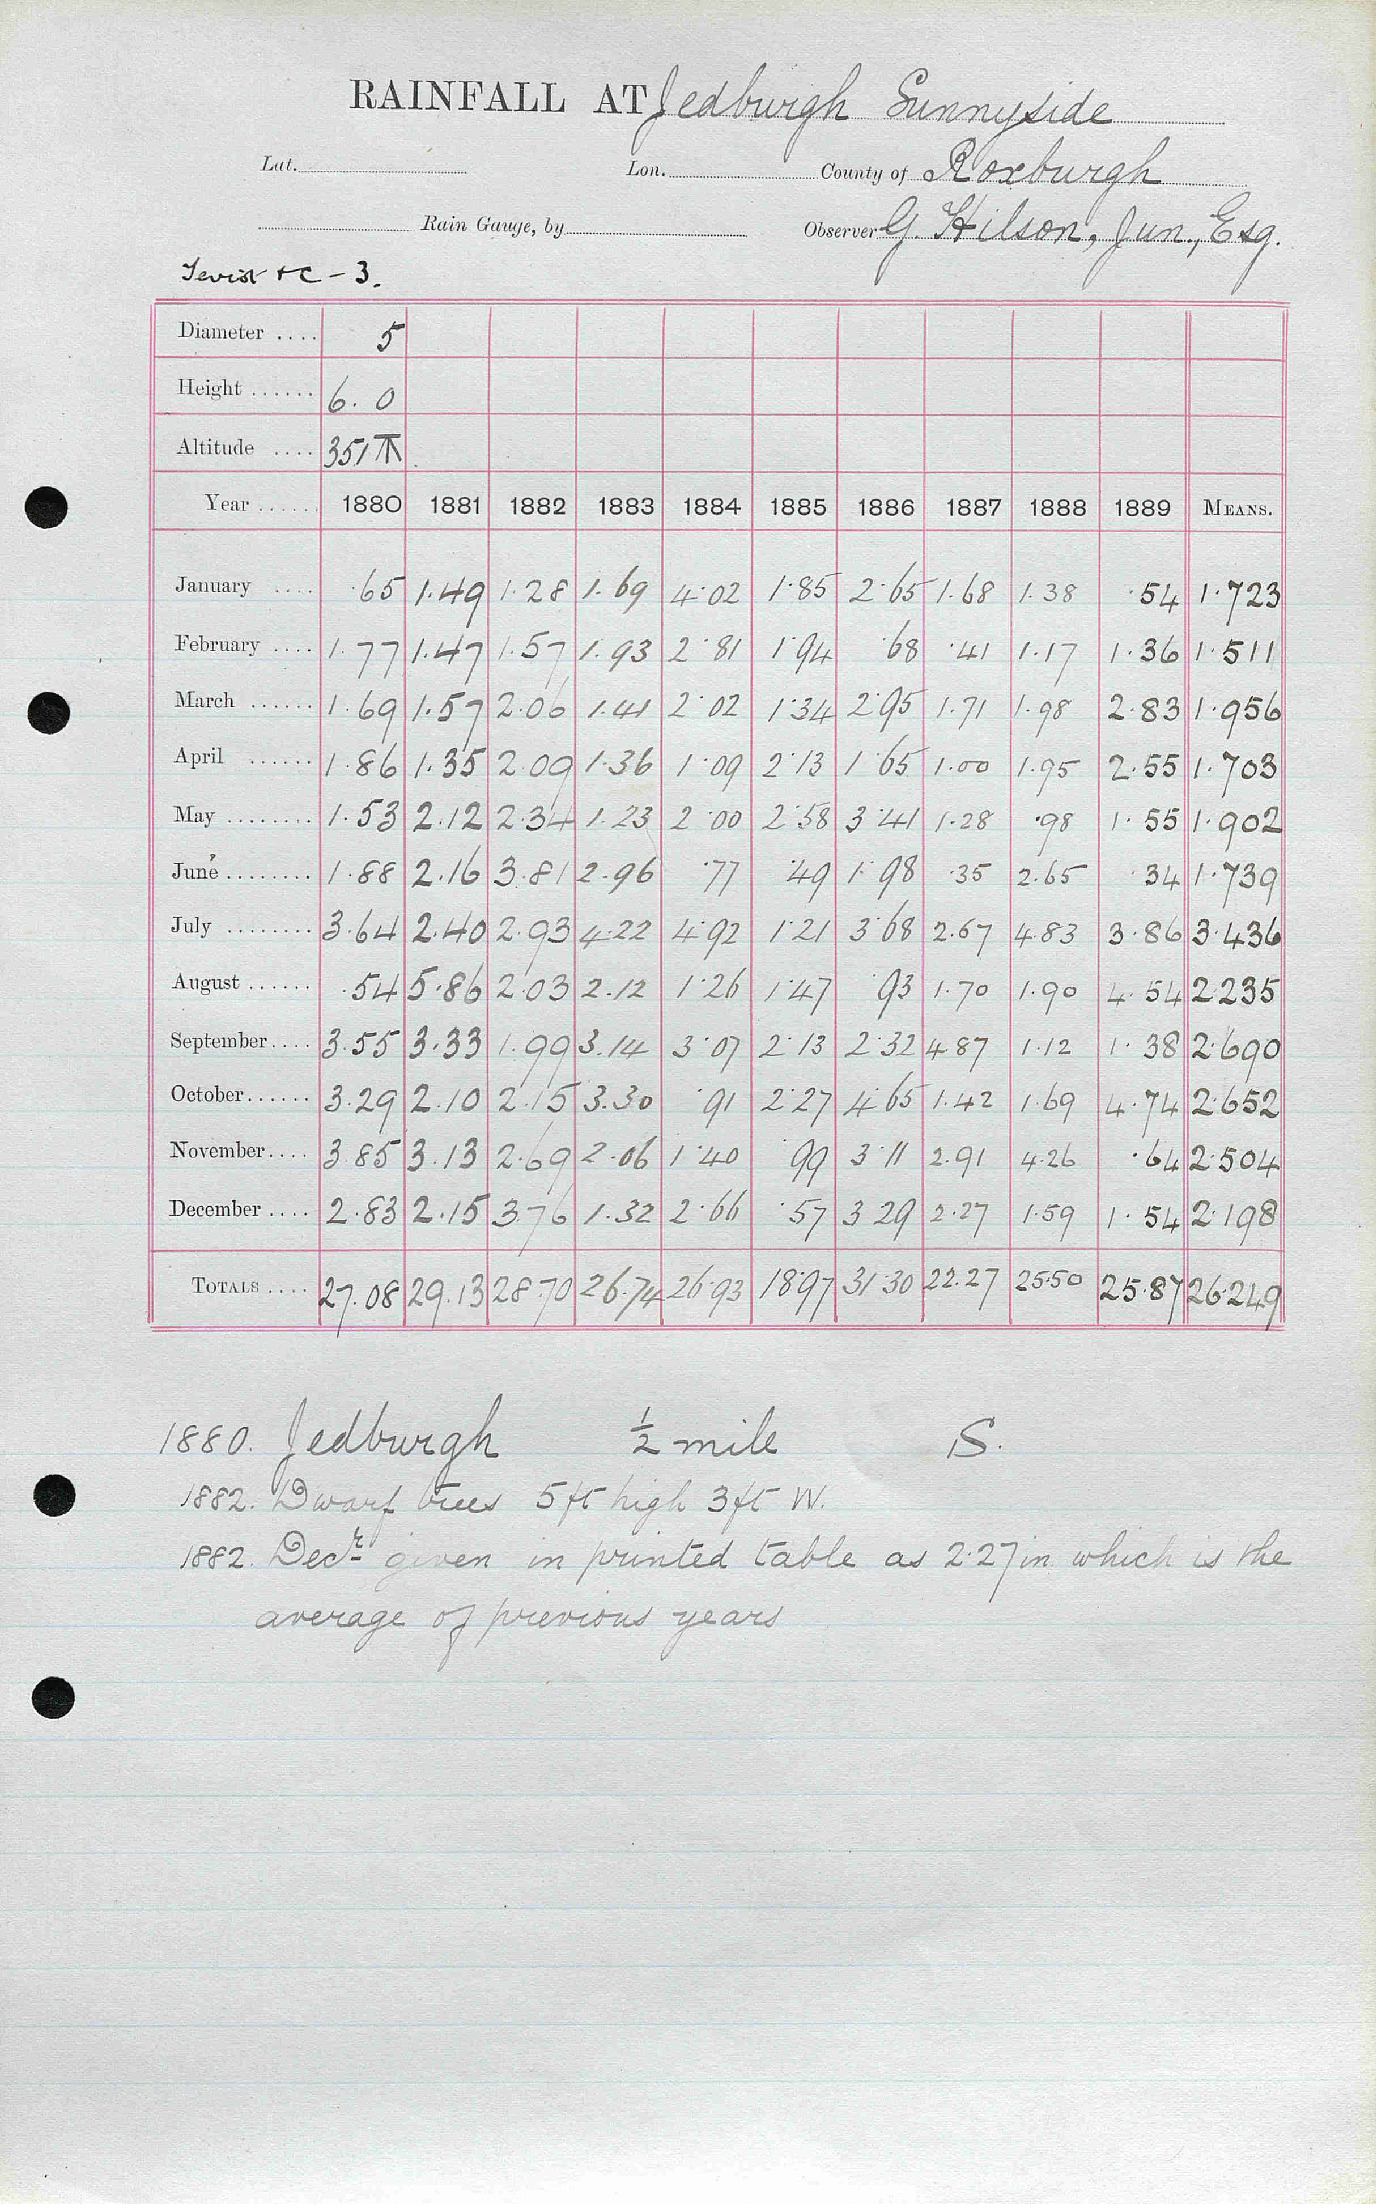 RAINFALL AT Jedburgh Sunnyside
Lat. Lon. County of Roxburgh
Rain Gauge, by Observer G. Hilson, Jun., Esq.
- 3.
Diameter .... 5
Height ...... 6. 0
Altitude .... 351
Year ...... 1880 1881 1882 1883 1884 1885 1886 1887 1888 1889 MEANS.
January .... ·65 1.49 1.28 1.69 4·02 1·85 2·65 1.68 1.38 ·54 1·723
February .... 1.77 1.47 1.57 1.93 2·81 1·94 ·68 ·41 1.17 1·36 1·511
March ...... 1.69 1.57 2.06 1.41 2·02 1·34 2·95 1.71 1.98 2·83 1·956
April ...... 1.86 1.35 2.09 1.36 1·09 2·13 1·65 1.00 1.95 2·55 1·703
May ........ 1.53 2.12 2.34 1.23 2·00 2·58 3·41 1.28 ·98 1·55 1·902
June ........ 1.88 2.16 3.81 2.96 ·77 ·49 1·98 ·35 2.65 ·34 1·739
July ........ 3.64 2.40 2.93 4.22 4·92 1·21 3·68 2.67 4.83 3·86 3·436
August ...... .54 5.86 2.03 2.12 1·26 1·47 ·93 1.70 1.90 4·54 2·235
September .... 3.55 3.33 1.99 3.14 3·07 2·13 2·32 4.87 1.12 1·38 2·690
October ...... 3.29 2.10 2.15 3.30 ·91 2·27 4·65 1.42 1.69 4·74 2·652
November .... 3.85 3.13 2.69 2.06 1·40 ·99 3·11 2.91 4.26 ·64 2·504
December .... 2.83 2.15 3.76 1.32 2·66 ·57 3·29 2.27 1.59 1·54 2·198
TOTALS .... 27.08 29.13 28.70 26.74 26·93 18·97 31·30 22.27 25.50 25·87 26·249
1880. Jedburgh ½ mile S.
1882. Dwarf trees 5ft high 3ft W.
1882. Decr given in printed table as 2·27in which is the
average of previous years